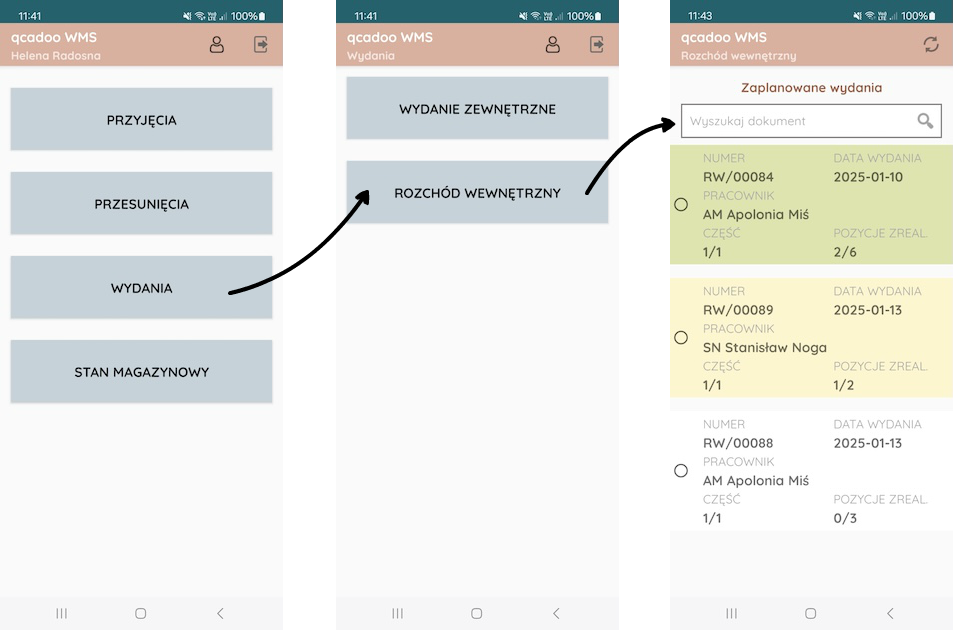 11:41
100%
qcadoo WMS
Helena Radosna
PRZYJĘCIA
PRZESUNIĘCIA
WYDANIA
STAN MAGAZYNOWY
11:41
100%
qcadoo WMS
Wydania
WYDANIE ZEWNĘTRZNE
ROZCHÓD WEWNĘTRZNY
11:43
100%
qcadoo WMS
Rozchód wewnętrzny
Zaplanowane wydania
Wyszukaj dokument
NUMER DATA WYDANIA
RW/00084 2025-01-10
PRACOWNIK
AM Apolonia Miś
CZĘŚĆ POZYCJE ZREAL.
1/1 2/6
NUMER DATA WYDANIA
RW/00089 2025-01-13
PRACOWNIK
SN Stanisław Noga
CZĘŚĆ POZYCJE ZREAL.
1/1 1/2
NUMER DATA WYDANIA
RW/00088 2025-01-13
PRACOWNIK
AM Apolonia Miś
CZĘŚĆ POZYCJE ZREAL.
1/1 0/3